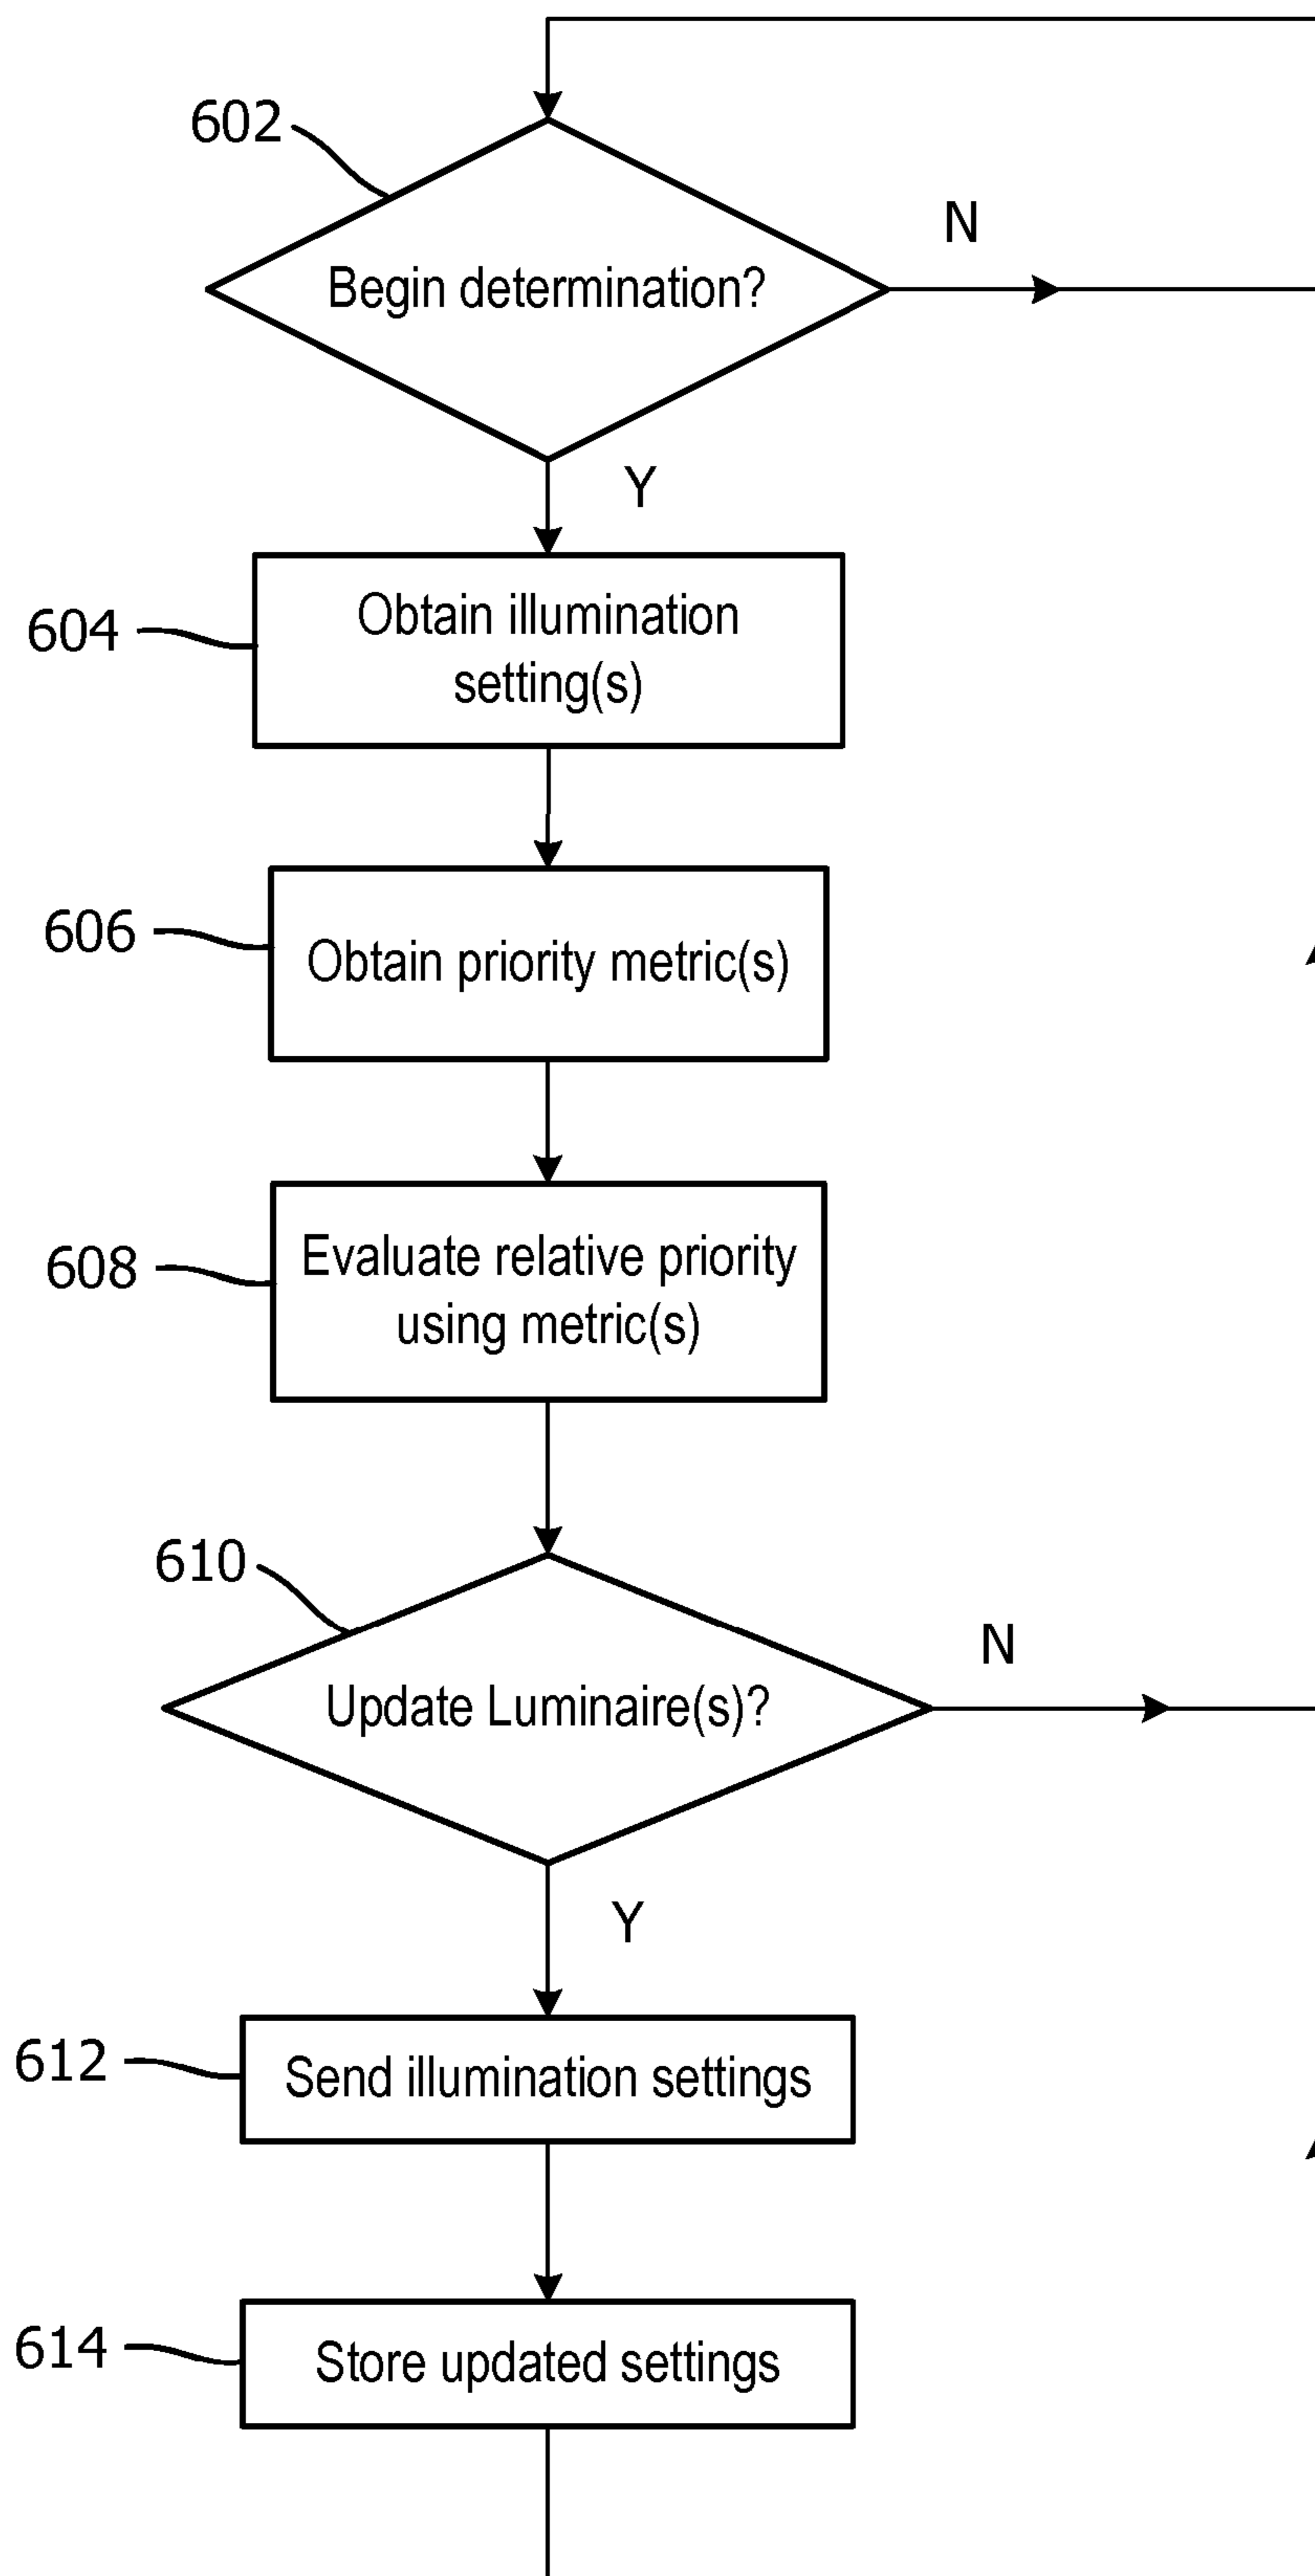 602
Begin determination?
N
Y
604
Obtain illumination
setting(s)
606
Obtain priority metric(s)
608
Evaluate relative priority
using metric(s)
610
Update Luminaire(s)?
N
Y
612
Send illumination settings
614
Store updated settings